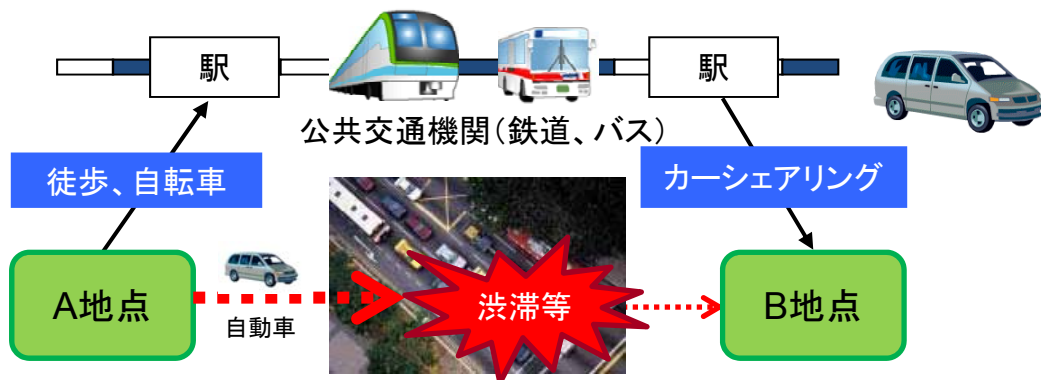 駅
駅
公共交通機関(鉄道、バス)
徒歩、自転車
カーシェアリング
A地点
自動車
渋滞等
B地点